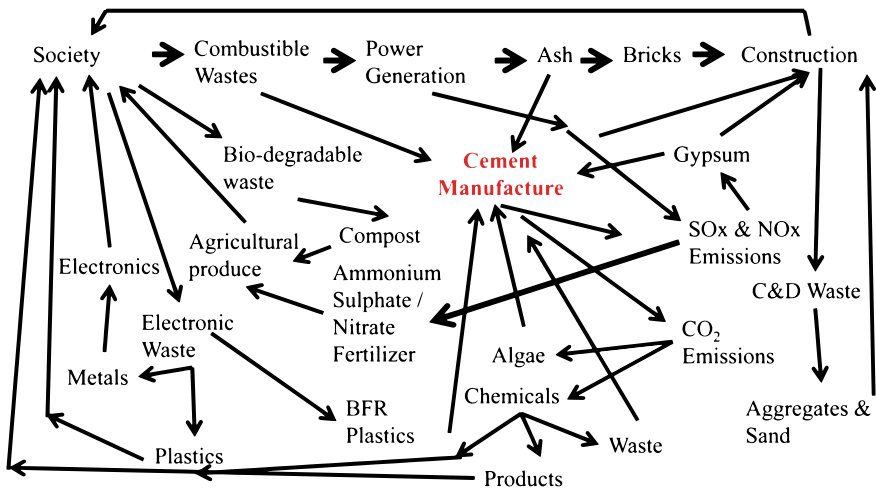 Society
Combustible
Wastes
Power
Generation
Ash
Bricks
Construction
Bio-degradable
waste
Cement
Manufacture
Gypsum
Compost
Agricultural
produce
SOx & NOx
Emissions
Electronics
Ammonium
Sulphate /
Nitrate
Fertilizer
C&D Waste
Electronic
Waste
CO₂
Emissions
Algae
Metals
Chemicals
BFR
Plastics
Aggregates &
Sand
Waste
Plastics
Products